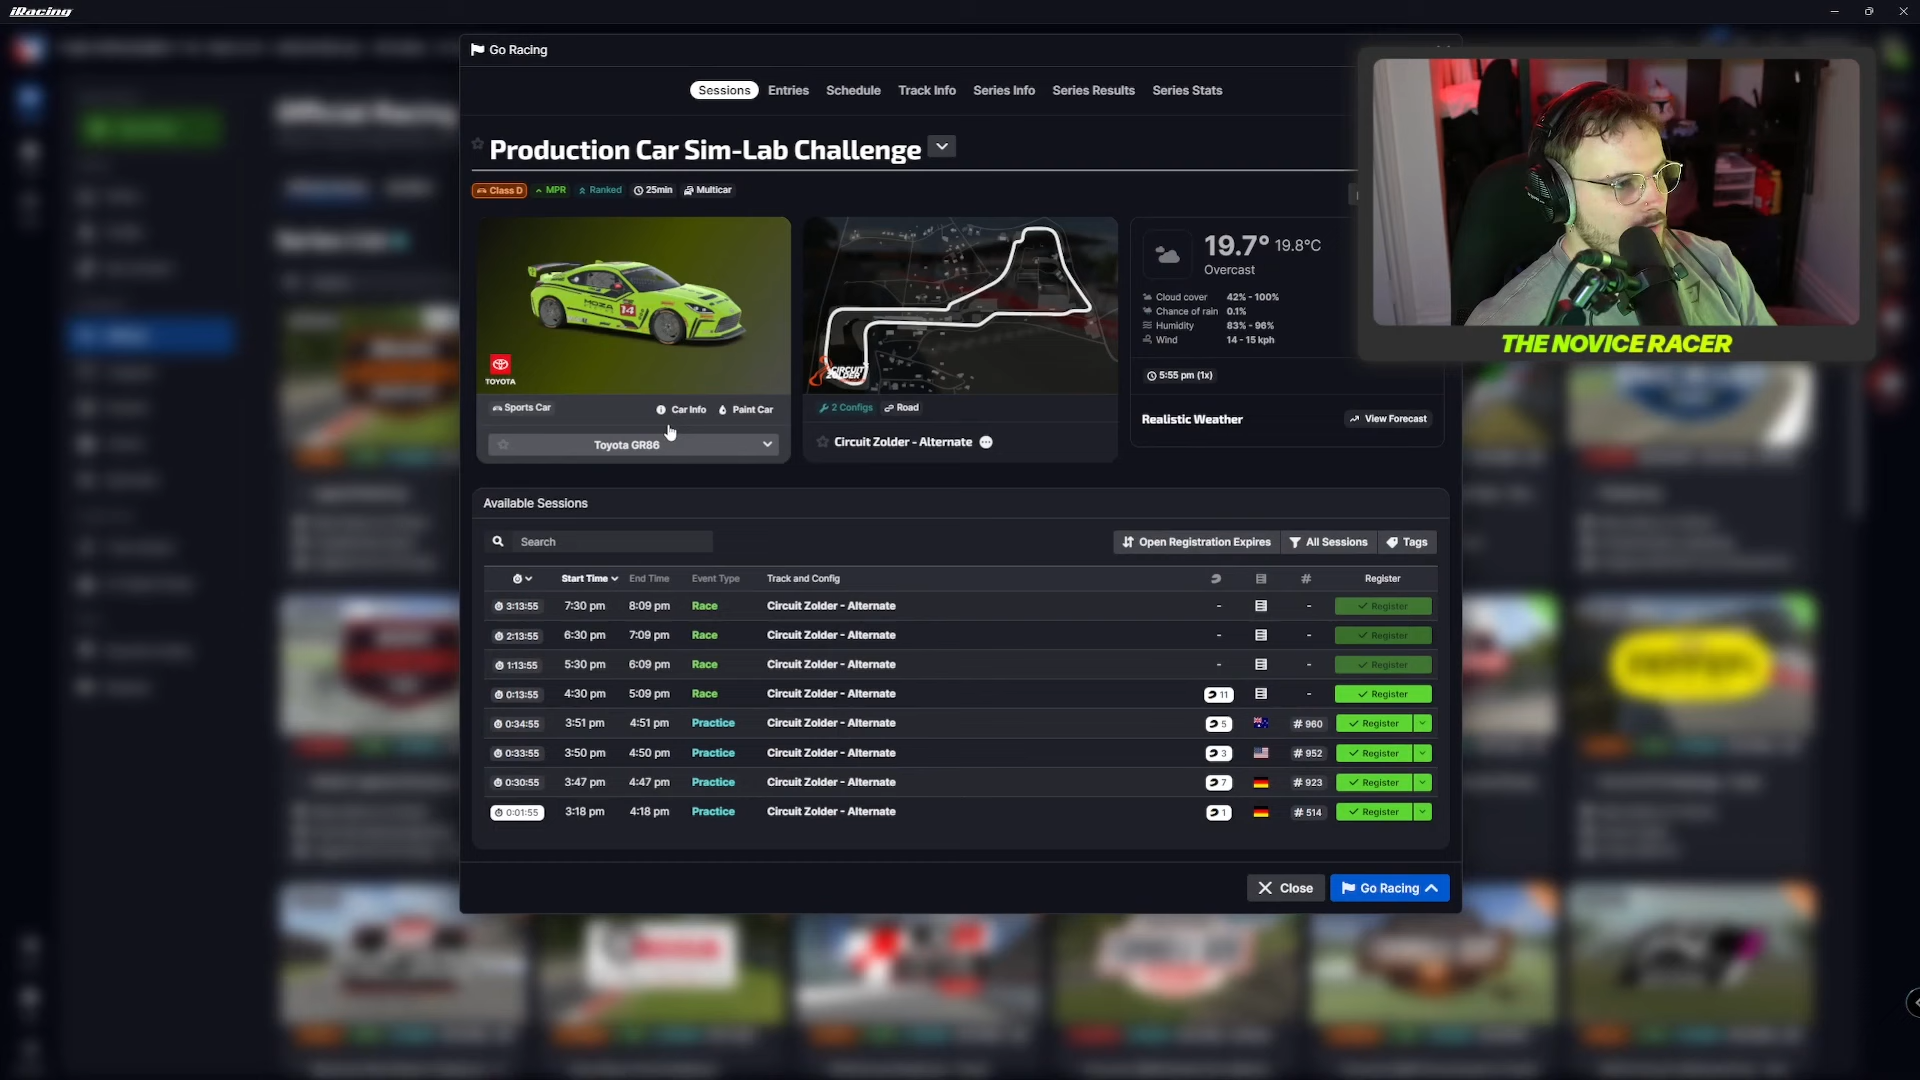 iRacing
Go Racing
Sessions Entries Schedule Track Info Series Info Series Results Series Stats
Production Car Sim-Lab Challenge
Class D MPR Ranked 25min Multicar
MOZA
14
TOYOTA
Sports Car Car Info Paint Car
Toyota GR86
CIRCUIT ZOLDER
2 Configs Road
Circuit Zolder - Alternate
19.7° 19.8°C
Overcast
Cloud cover 42% - 100%
Chance of rain 0.1%
Humidity 83% - 96%
Wind 14 - 15 kph
5:55 pm (1x)
Realistic Weather View Forecast
THE NOVICE RACER
Available Sessions
Search Open Registration Expires All Sessions Tags
Start Time End Time Event Type Track and Config # Register
3:13:55 7:30 pm 8:09 pm Race Circuit Zolder - Alternate - - Register
2:13:55 6:30 pm 7:09 pm Race Circuit Zolder - Alternate - - Register
1:13:55 5:30 pm 6:09 pm Race Circuit Zolder - Alternate - - Register
0:13:55 4:30 pm 5:09 pm Race Circuit Zolder - Alternate 11 - Register
0:34:55 3:51 pm 4:51 pm Practice Circuit Zolder - Alternate 5 # 960 Register
0:33:55 3:50 pm 4:50 pm Practice Circuit Zolder - Alternate 3 # 952 Register
0:30:55 3:47 pm 4:47 pm Practice Circuit Zolder - Alternate 7 # 923 Register
0:01:55 3:18 pm 4:18 pm Practice Circuit Zolder - Alternate 1 # 514 Register
Close Go Racing